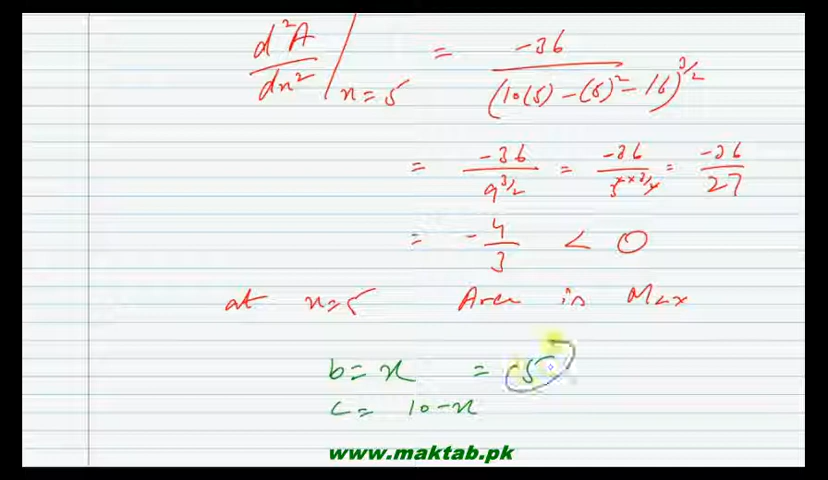 d²A/dx² / x=5 = -36/(10(5) - (5)² - 16)^3/2
= -36/9^3/2 = -36/3^2×3/2 = -36/27
= -4/3 < 0
at x=5 Area is Max
b = x = 5
c = 10-x
www.maktab.pk